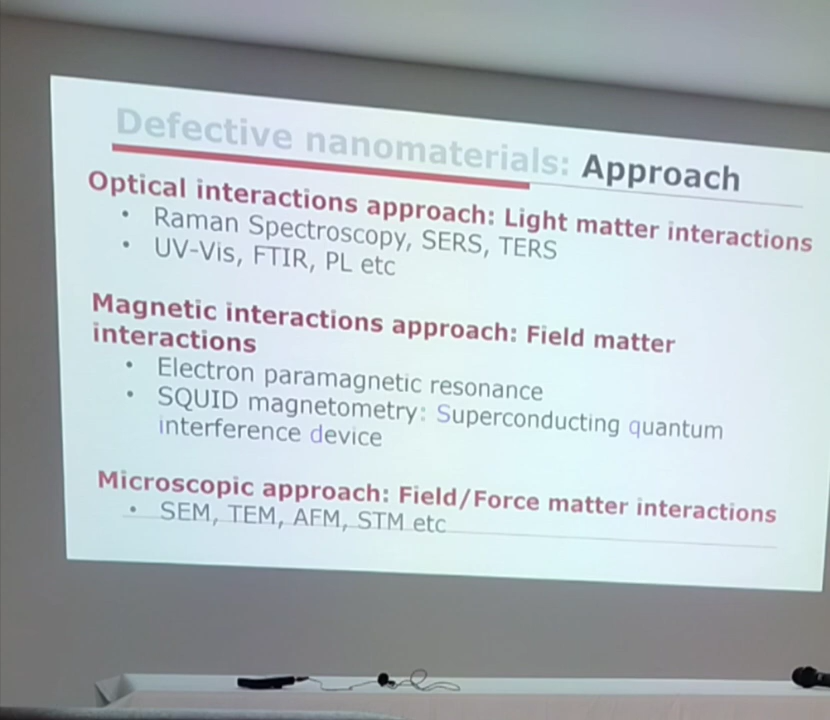 Defective nanomaterials: Approach
Optical interactions approach: Light matter interactions
• Raman Spectroscopy, SERS, TERS
• UV-Vis, FTIR, PL etc
Magnetic interactions approach: Field matter
interactions
• Electron paramagnetic resonance
• SQUID magnetometry: Superconducting quantum
interference device
Microscopic approach: Field/Force matter interactions
• SEM, TEM, AFM, STM etc